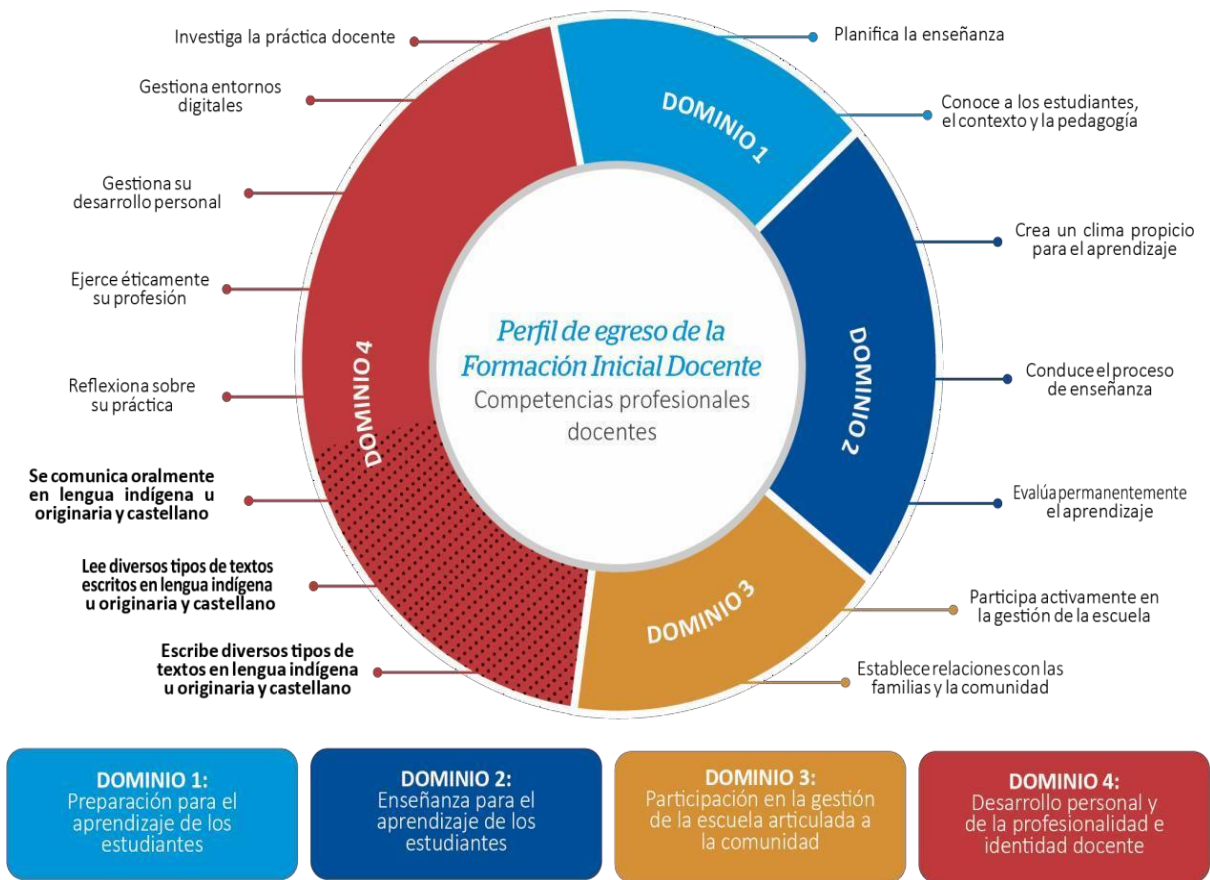 Investiga la práctica docente
Gestiona entornos
digitales
Gestiona su
desarrollo personal
Ejerce éticamente
su profesión
Reflexiona sobre
su práctica
Se comunica oralmente
en lengua indígena u
originaria y castellano
Lee diversos tipos de textos
escritos en lengua indígena
u originaria y castellano
Escribe diversos tipos de
textos en lengua indígena
u originaria y castellano
Planifica la enseñanza
Conoce a los estudiantes,
el contexto y la pedagogía
Crea un clima propicio
para el aprendizaje
Conduce el proceso
de enseñanza
Evalúa permanentemente
el aprendizaje
Participa activamente en
la gestión de la escuela
Establece relaciones con las
familias y la comunidad
DOMINIO 1
DOMINIO 2
DOMINIO 3
DOMINIO 4
Perfil de egreso de la
Formación Inicial Docente
Competencias profesionales
docentes
DOMINIO 1:
Preparación para el
aprendizaje de los
estudiantes
DOMINIO 2:
Enseñanza para el
aprendizaje de los
estudiantes
DOMINIO 3:
Participación en la gestión
de la escuela articulada a
la comunidad
DOMINIO 4:
Desarrollo personal y
de la profesionalidad e
identidad docente